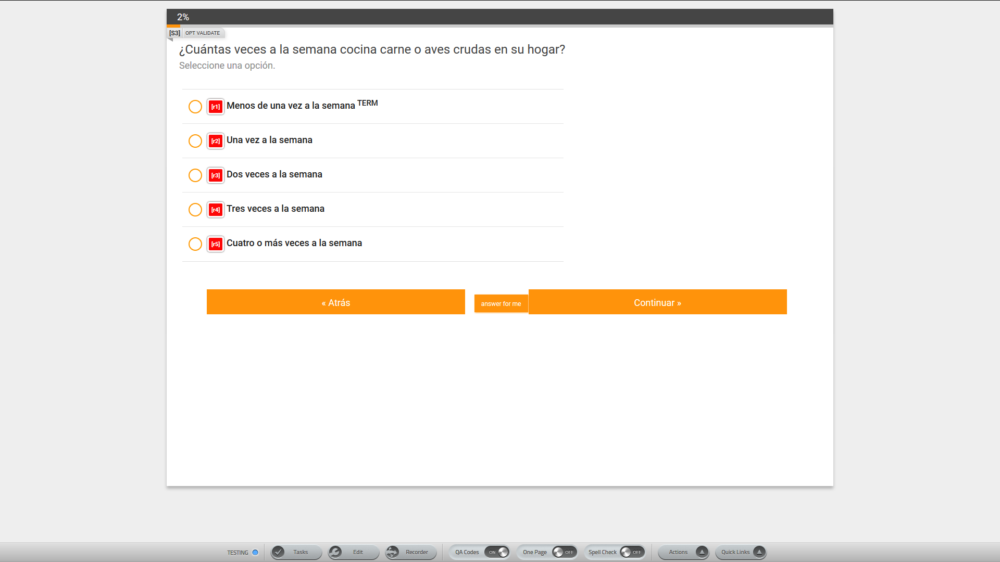 2%
[S3] OPT VALIDATE
¿Cuántas veces a la semana cocina carne o aves crudas en su hogar?
Seleccione una opción.
[r1] Menos de una vez a la semana TERM
[r2] Una vez a la semana
[r3] Dos veces a la semana
[r4] Tres veces a la semana
[r5] Cuatro o más veces a la semana
« Atrás answer for me Continuar »
TESTING Tasks Edit Recorder QA Codes ON One Page OFF Spell Check OFF Actions Quick Links